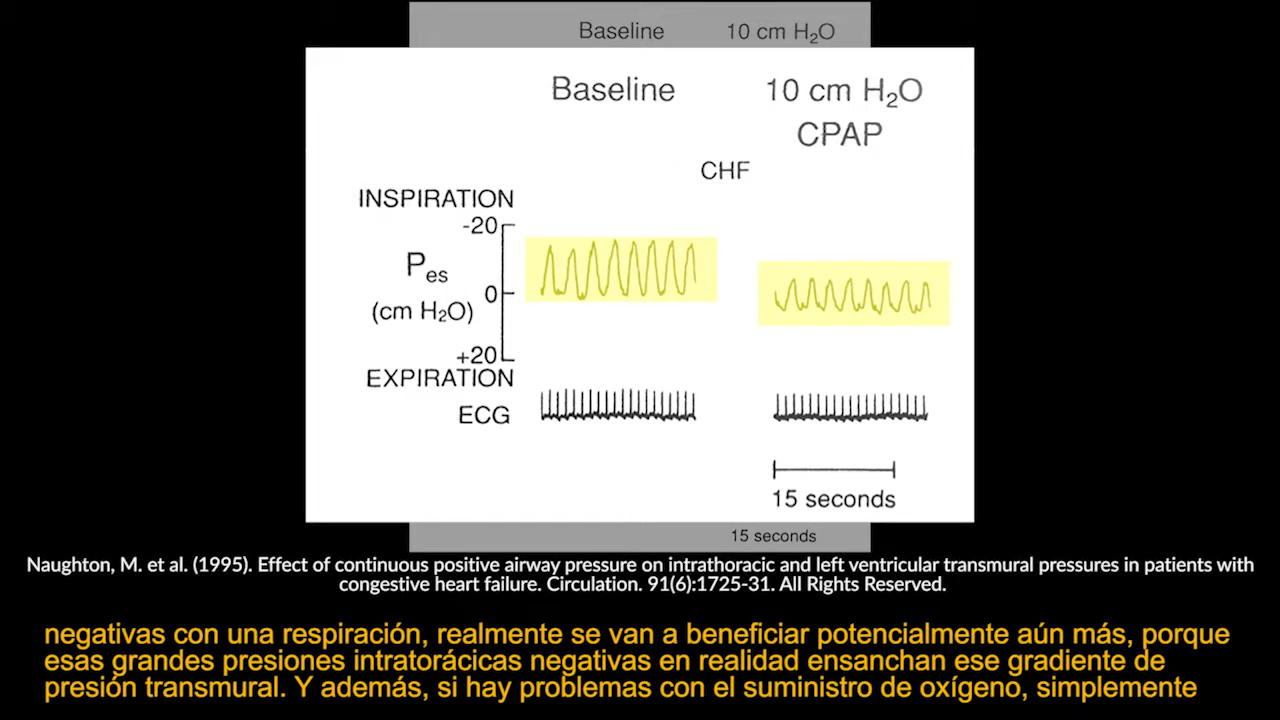 Baseline 10 cm H₂O
Baseline 10 cm H₂O
CPAP
CHF
INSPIRATION
-20
Pes
0
(cm H₂O)
+20
EXPIRATION
ECG
15 seconds
15 seconds
Naughton, M. et al. (1995). Effect of continuous positive airway pressure on intrathoracic and left ventricular transmural pressures in patients with
congestive heart failure. Circulation. 91(6):1725-31. All Rights Reserved.
negativas con una respiración, realmente se van a beneficiar potencialmente aún más, porque
esas grandes presiones intratorácicas negativas en realidad ensanchan ese gradiente de
presión transmural. Y además, si hay problemas con el suministro de oxígeno, simplemente